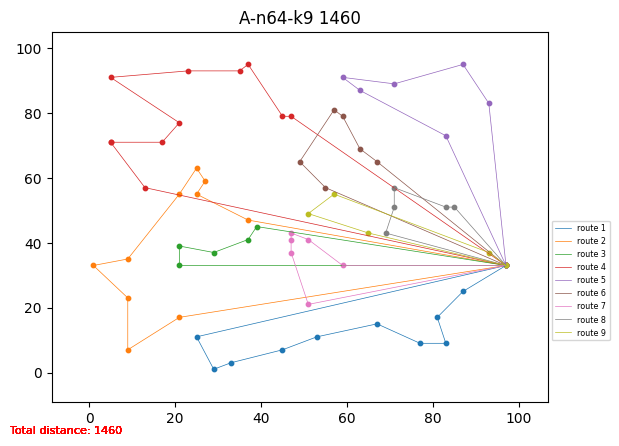 A-n64-k9 1460
100
80
60
40
20
0
0 20 40 60 80 100
route 1
route 2
route 3
route 4
route 5
route 6
route 7
route 8
route 9
Total distance: 1460